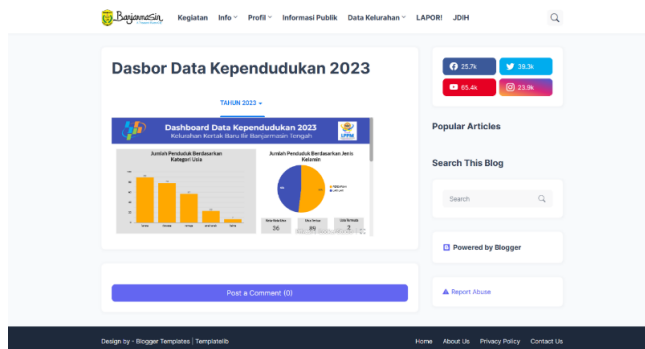 Banjarmasin
Kegiatan Info Profil Informasi Publik Data Kelurahan LAPOR! JDIH
Dasbor Data Kependudukan 2023
TAHUN 2023
Dashboard Data Kependudukan 2023
Kelurahan Kertak Baru Ilir Banjarmasin Tengah
LPPM
Jumlah Penduduk Berdasarkan
Kategori Usia
Jumlah Penduduk Berdasarkan Jenis
Kelamin
36
86
2
Post a Comment (0)
25.7k
38.3k
65.4k
23.9k
Popular Articles
Search This Blog
Search
Powered by Blogger
Report Abuse
Design by - Blogger Templates | Templatelib
Home About Us Privacy Policy Contact Us